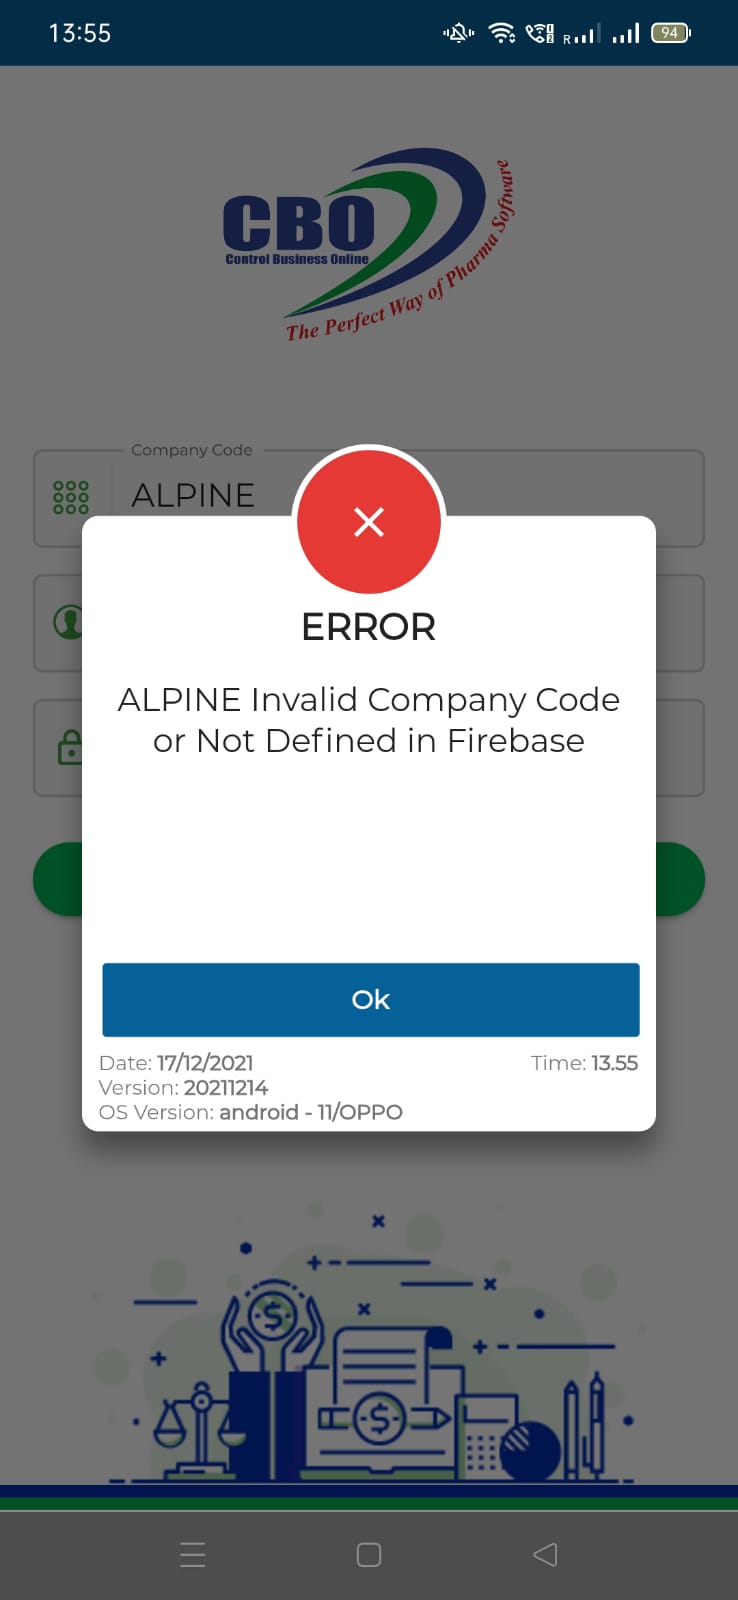 13:55
R
94
CBO
Control Business Online
The Perfect Way of Pharma Software
Company Code
ALPINE
ERROR
ALPINE Invalid Company Code
or Not Defined in Firebase
Ok
Date: 17/12/2021
Time: 13.55
Version: 20211214
OS Version: android - 11/OPPO